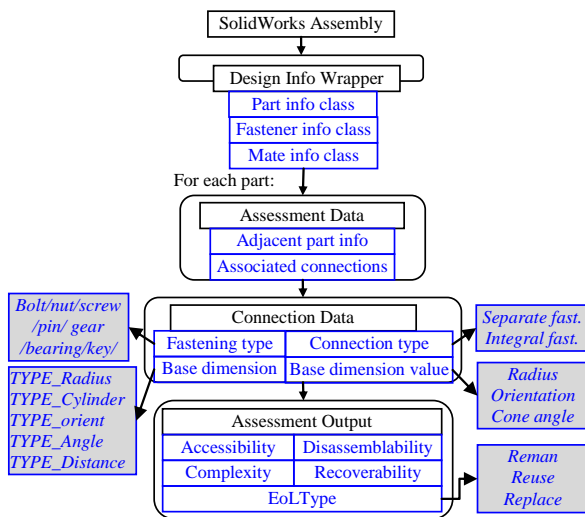 SolidWorks Assembly
Design Info Wrapper
Part info class
Fastener info class
Mate info class
For each part:
Assessment Data
Adjacent part info
Associated connections
Bolt/nut/screw
/pin/ gear
/bearing/key/
Connection Data
Fastening type
Connection type
Base dimension
Base dimension value
Separate fast.
Integral fast.
TYPE_Radius
TYPE_Cylinder
TYPE_orient
TYPE_Angle
TYPE_Distance
Radius
Orientation
Cone angle
Assessment Output
Accessibility
Disassemblability
Complexity
Recoverability
EoLType
Reman
Reuse
Replace